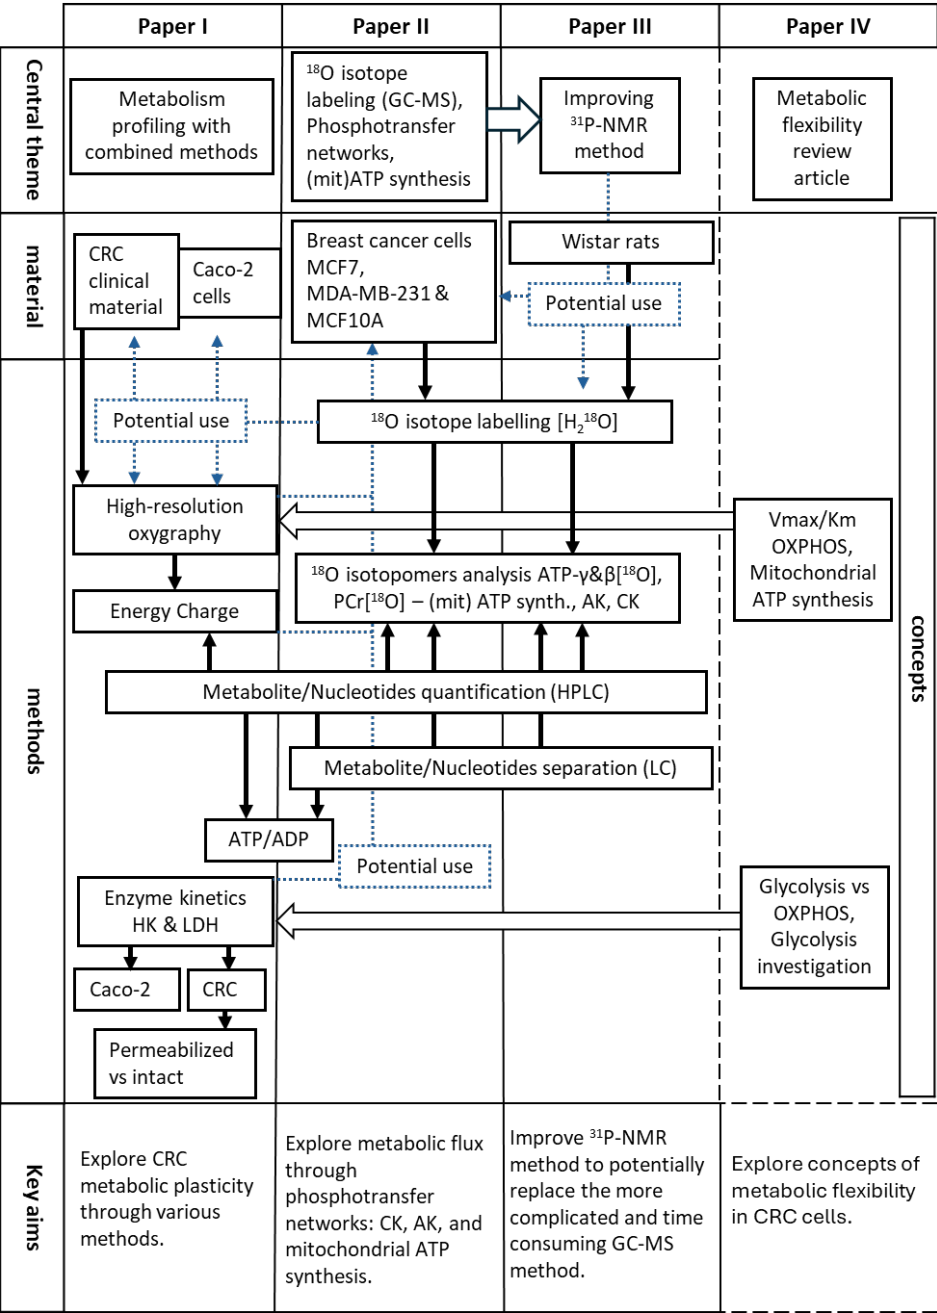 Paper I
Paper II
Paper III
Paper IV
Central theme
Metabolism
profiling with
combined methods
¹⁸O isotope
labeling (GC-MS),
Phosphotransfer
networks,
(mit)ATP synthesis
Improving
³¹P-NMR
method
Metabolic
flexibility
review
article
material
CRC
clinical
material
Caco-2
cells
Breast cancer cells
MCF7,
MDA-MB-231 &
MCF10A
Wistar rats
Potential use
concepts
methods
Potential use
¹⁸O isotope labelling [H₂¹⁸O]
High-resolution
oxygraphy
Vmax/Km
OXPHOS,
Mitochondrial
ATP synthesis
¹⁸O isotopomers analysis ATP-γ&β[¹⁸O],
PCr[¹⁸O] – (mit) ATP synth., AK, CK
Energy Charge
Metabolite/Nucleotides quantification (HPLC)
Metabolite/Nucleotides separation (LC)
ATP/ADP
Potential use
Enzyme kinetics
HK & LDH
Glycolysis vs
OXPHOS,
Glycolysis
investigation
Caco-2
CRC
Permeabilized
vs intact
Key aims
Explore CRC
metabolic plasticity
through various
methods.
Explore metabolic flux
through
phosphotransfer
networks: CK, AK, and
mitochondrial ATP
synthesis.
Improve ³¹P-NMR
method to potentially
replace the more
complicated and time
consuming GC-MS
method.
Explore concepts of
metabolic flexibility
in CRC cells.